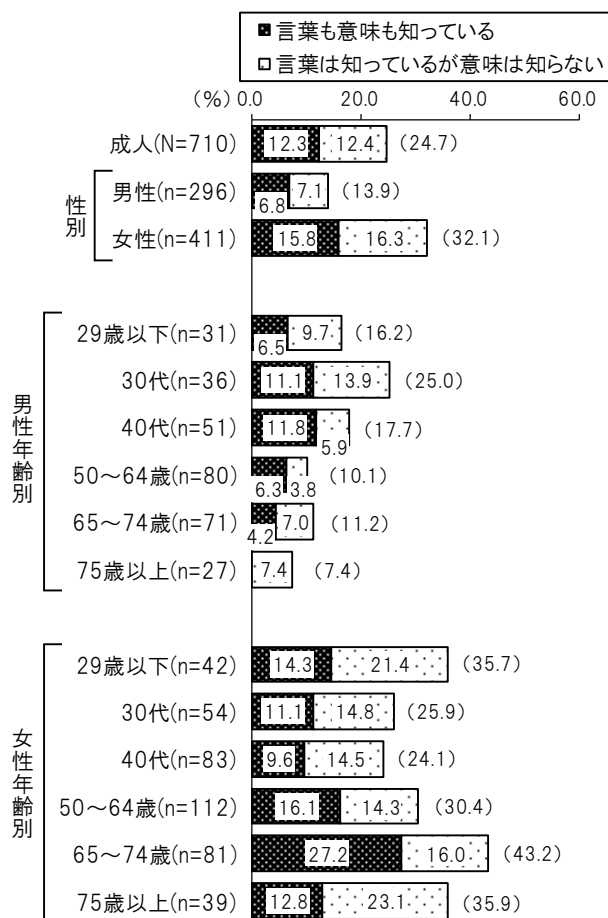 言葉も意味も知っている
言葉は知っているが意味は知らない
(%) 0.0 20.0 40.0 60.0
成人(N=710) 12.3 12.4 (24.7)
性別
男性(n=296) 6.8 7.1 (13.9)
女性(n=411) 15.8 16.3 (32.1)
男性年齢別
29歳以下(n=31) 6.5 9.7 (16.2)
30代(n=36) 11.1 13.9 (25.0)
40代(n=51) 11.8 5.9 (17.7)
50～64歳(n=80) 6.3 3.8 (10.1)
65～74歳(n=71) 4.2 7.0 (11.2)
75歳以上(n=27) 7.4 (7.4)
女性年齢別
29歳以下(n=42) 14.3 21.4 (35.7)
30代(n=54) 11.1 14.8 (25.9)
40代(n=83) 9.6 14.5 (24.1)
50～64歳(n=112) 16.1 14.3 (30.4)
65～74歳(n=81) 27.2 16.0 (43.2)
75歳以上(n=39) 12.8 23.1 (35.9)